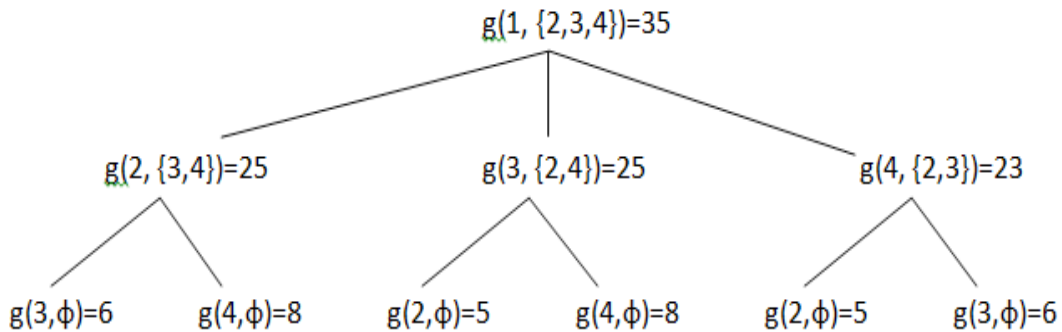 g(1, {2,3,4})=35
g(2, {3,4})=25 g(3, {2,4})=25 g(4, {2,3})=23
g(3,ф)=6 g(4,ф)=8 g(2,ф)=5 g(4,ф)=8 g(2,ф)=5 g(3,ф)=6